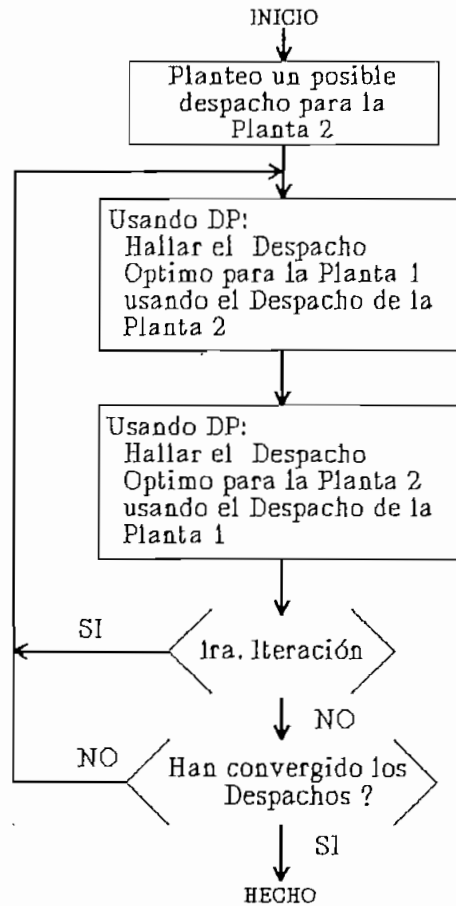 INICIO
Planteo un posible
despacho para la
Planta 2
Usando DP:
Hallar el Despacho
Optimo para la Planta 1
usando el Despacho de la
Planta 2
Usando DP:
Hallar el Despacho
Optimo para la Planta 2
usando el Despacho de la
Planta 1
SI
1ra. Iteración
NO
NO
Han convergido los
Despachos ?
SI
HECHO